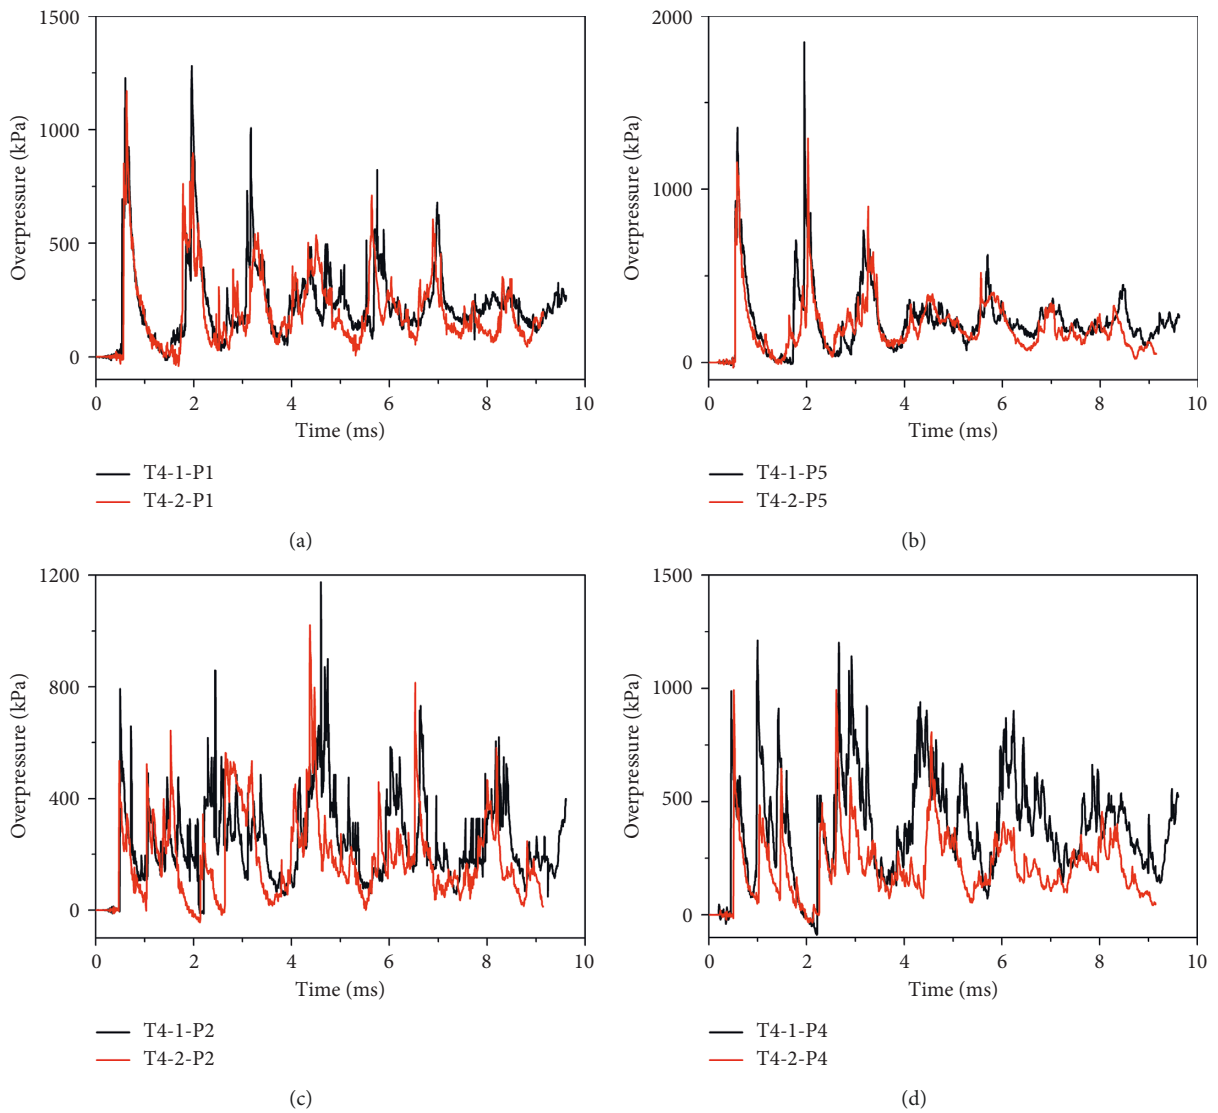 1500
1000
500
0
Overpressure (kPa)
0 2 4 6 8 10
Time (ms)
T4-1-P1
T4-2-P1
(a)
2000
1000
0
Overpressure (kPa)
0 2 4 6 8 10
Time (ms)
T4-1-P5
T4-2-P5
(b)
1200
800
400
0
Overpressure (kPa)
0 2 4 6 8 10
Time (ms)
T4-1-P2
T4-2-P2
(c)
1500
1000
500
0
Overpressure (kPa)
0 2 4 6 8 10
Time (ms)
T4-1-P4
T4-2-P4
(d)